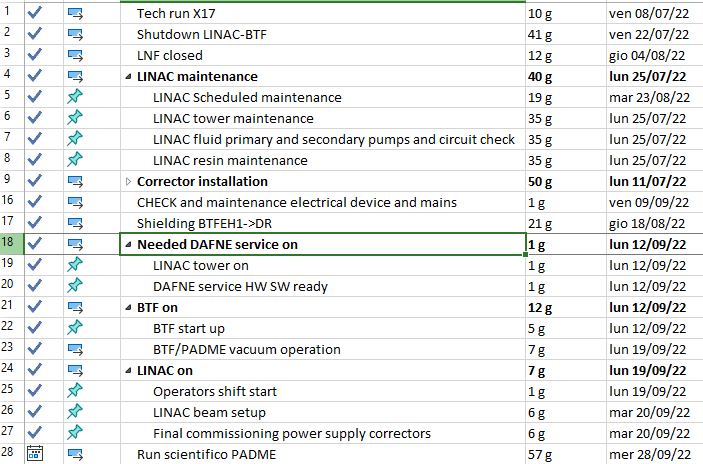 1 Tech run X17 10 g ven 08/07/22
2 Shutdown LINAC-BTF 41 g ven 22/07/22
3 LNF closed 12 g gio 04/08/22
4 LINAC maintenance 40 g lun 25/07/22
5 LINAC Scheduled maintenance 19 g mar 23/08/22
6 LINAC tower maintenance 35 g lun 25/07/22
7 LINAC fluid primary and secondary pumps and circuit check 35 g lun 25/07/22
8 LINAC resin maintenance 35 g lun 25/07/22
9 Corrector installation 50 g lun 11/07/22
16 CHECK and maintenance electrical device and mains 1 g ven 09/09/22
17 Shielding BTFEH1->DR 21 g gio 18/08/22
18 Needed DAFNE service on 1 g lun 12/09/22
19 LINAC tower on 1 g lun 12/09/22
20 DAFNE service HW SW ready 1 g lun 12/09/22
21 BTF on 12 g lun 12/09/22
22 BTF start up 5 g lun 12/09/22
23 BTF/PADME vacuum operation 7 g lun 19/09/22
24 LINAC on 7 g lun 19/09/22
25 Operators shift start 1 g lun 19/09/22
26 LINAC beam setup 6 g mar 20/09/22
27 Final commissioning power supply correctors 6 g mar 20/09/22
28 Run scientifico PADME 57 g mer 28/09/22